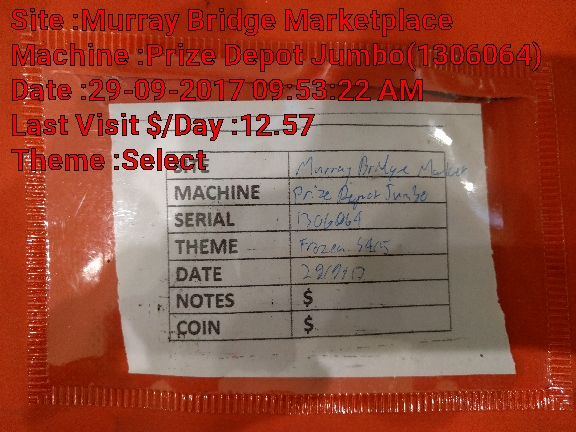 Site :Murray Bridge Marketplace
Machine :Prize Depot Jumbo(1306064)
Date :29-09-2017 09:53:22 AM
Last Visit $/Day :12.57
Theme :Select
SITE Murray Bridge Market
MACHINE Prize Depot Jumbo
SERIAL 1306064
THEME Frozen
DATE 29/9/17
NOTES $
COIN $